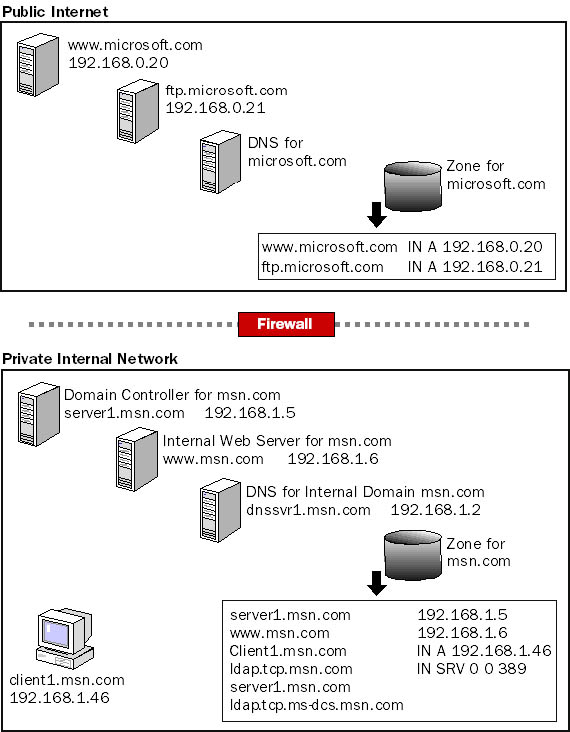 Public Internet
www.microsoft.com
192.168.0.20
ftp.microsoft.com
192.168.0.21
DNS for
microsoft.com
Zone for
microsoft.com
www.microsoft.com IN A 192.168.0.20
ftp.microsoft.com IN A 192.168.0.21
Firewall
Private Internal Network
Domain Controller for msn.com
server1.msn.com 192.168.1.5
Internal Web Server for msn.com
www.msn.com 192.168.1.6
DNS for Internal Domain msn.com
dnssvr1.msn.com 192.168.1.2
Zone for
msn.com
server1.msn.com 192.168.1.5
www.msn.com 192.168.1.6
Client1.msn.com IN A 192.168.1.46
ldap.tcp.msn.com IN SRV 0 0 389
server1.msn.com
ldap.tcp.ms-dcs.msn.com
client1.msn.com
192.168.1.46